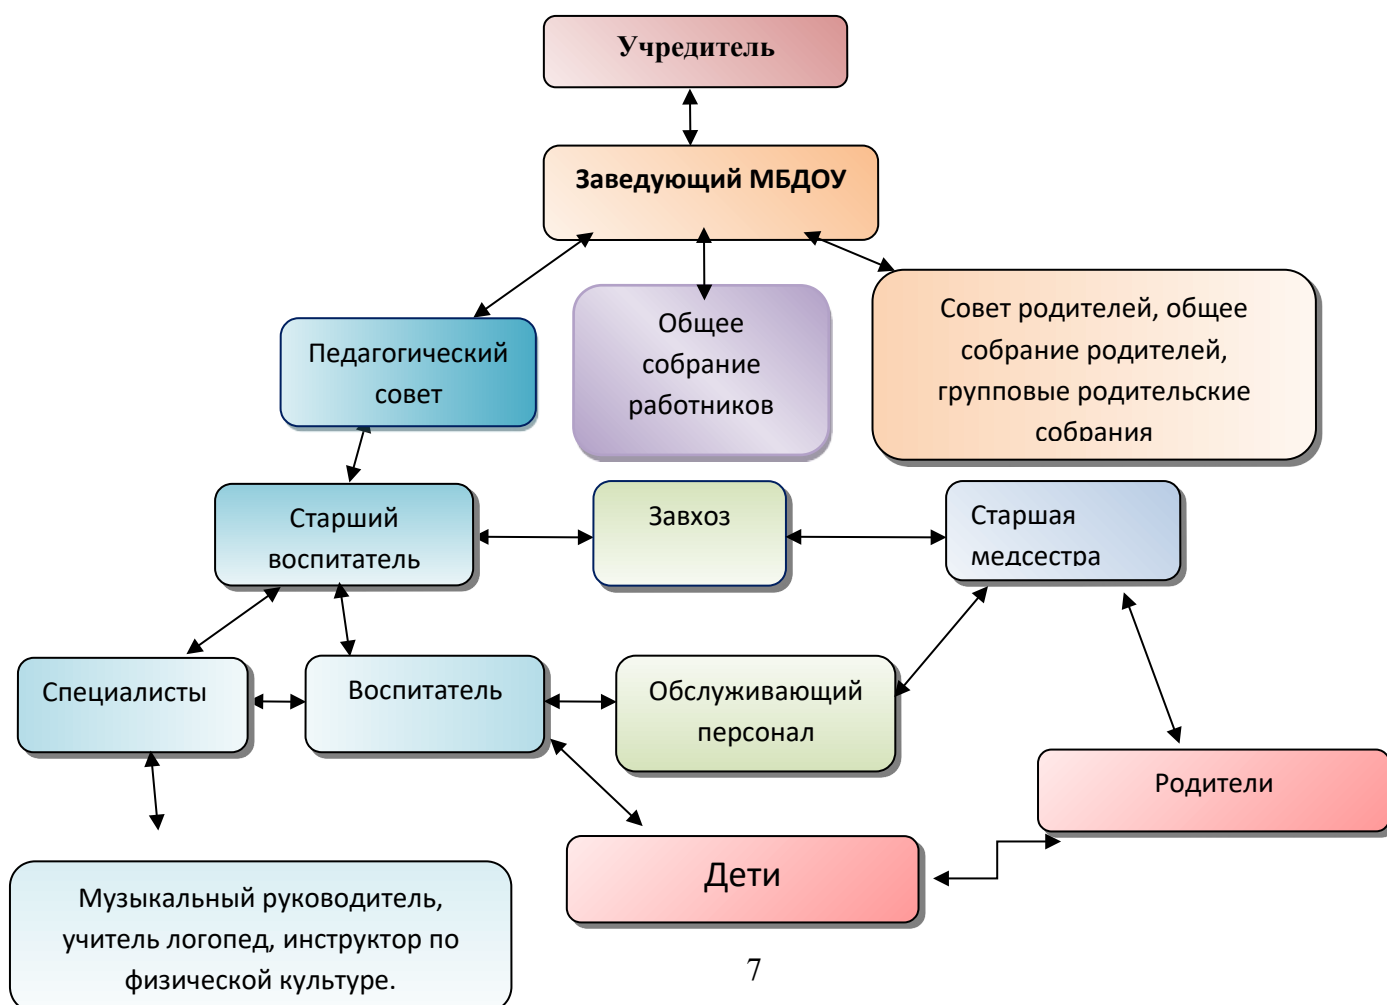 Учредитель
Заведующий МБДОУ
Педагогический
совет
Общее
собрание
работников
Совет родителей, общее
собрание родителей,
групповые родительские
собрания
Старший
воспитатель
Завхоз
Старшая
медсестра
Специалисты
Воспитатель
Обслуживающий
персонал
Родители
Дети
Музыкальный руководитель,
учитель логопед, инструктор по
физической культуре.
7